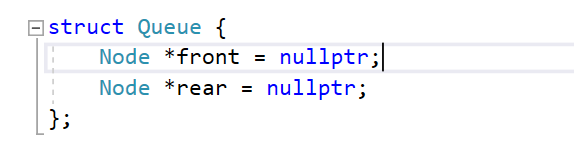 struct Queue {
    Node *front = nullptr;
    Node *rear = nullptr;
};